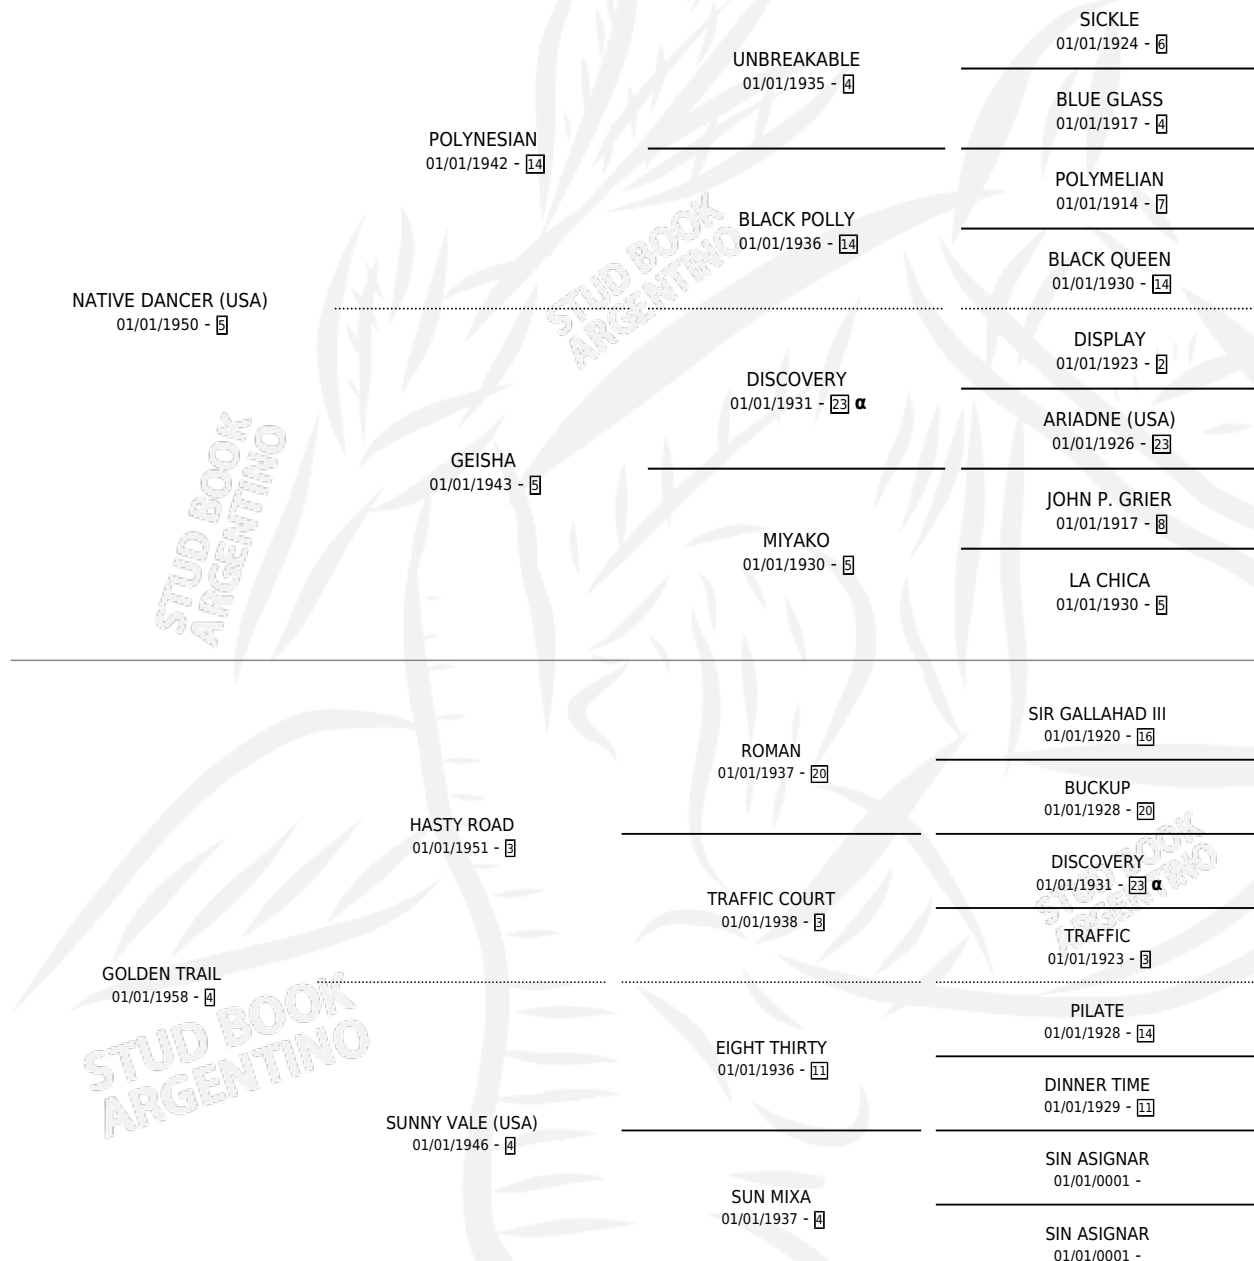 SICKLE
01/01/1924 - 6
UNBREAKABLE
01/01/1935 - 4
BLUE GLASS
01/01/1917 - 4
POLYNESIAN
01/01/1942 - 14
POLYMELIAN
01/01/1914 - 7
BLACK POLLY
01/01/1936 - 14
BLACK QUEEN
01/01/1930 - 14
NATIVE DANCER (USA)
01/01/1950 - 5
DISPLAY
01/01/1923 - 2
DISCOVERY
01/01/1931 - 23 α
ARIADNE (USA)
01/01/1926 - 23
GEISHA
01/01/1943 - 5
JOHN P. GRIER
01/01/1917 - 8
MIYAKO
01/01/1930 - 5
LA CHICA
01/01/1930 - 5
SIR GALLAHAD III
01/01/1920 - 16
ROMAN
01/01/1937 - 20
BUCKUP
01/01/1928 - 20
HASTY ROAD
01/01/1951 - 3
DISCOVERY
01/01/1931 - 23 α
TRAFFIC COURT
01/01/1938 - 3
TRAFFIC
01/01/1923 - 3
GOLDEN TRAIL
01/01/1958 - 4
PILATE
01/01/1928 - 14
EIGHT THIRTY
01/01/1936 - 11
DINNER TIME
01/01/1929 - 11
SUNNY VALE (USA)
01/01/1946 - 4
SIN ASIGNAR
01/01/0001 -
SUN MIXA
01/01/1937 - 4
SIN ASIGNAR
01/01/0001 -
STUD BOOK
ARGENTINO
STUD BOOK
ARGENTINO
STUD BOOK
ARGENTINO
STUD BOOK
ARGENTINO